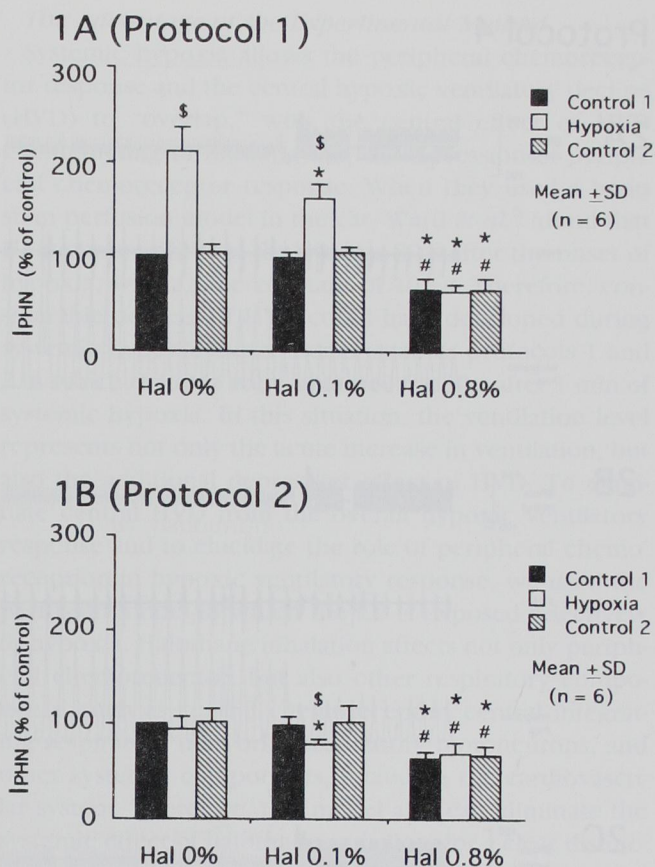 1A (Protocol 1)
300
200
100
0
IPHN (% of control)
$
$
*
* * *
# # #
Control 1
Hypoxia
Control 2
Mean ±SD
(n = 6)
Hal 0% Hal 0.1% Hal 0.8%
1B (Protocol 2)
300
200
100
0
IPHN (% of control)
$
*
* * *
# # #
Control 1
Hypoxia
Control 2
Mean ±SD
(n = 6)
Hal 0% Hal 0.1% Hal 0.8%